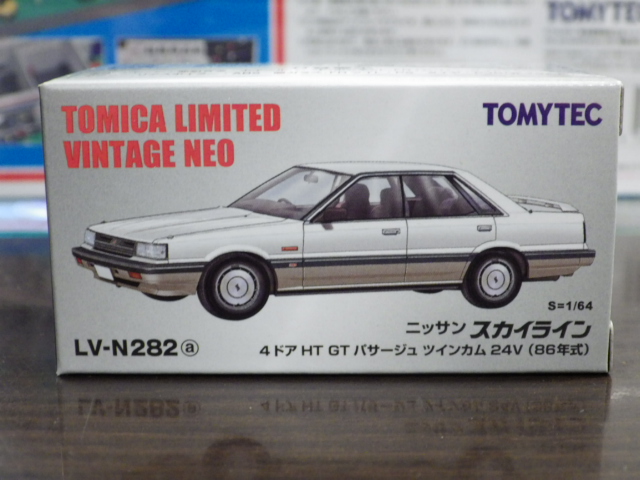 TOMYTEC
TOMICA LIMITED
VINTAGE NEO
TOMYTEC
S=1/64
ニッサン スカイライン
LV-N282ⓐ
4ドア HT GT パサージュ ツインカム 24V (86年式)